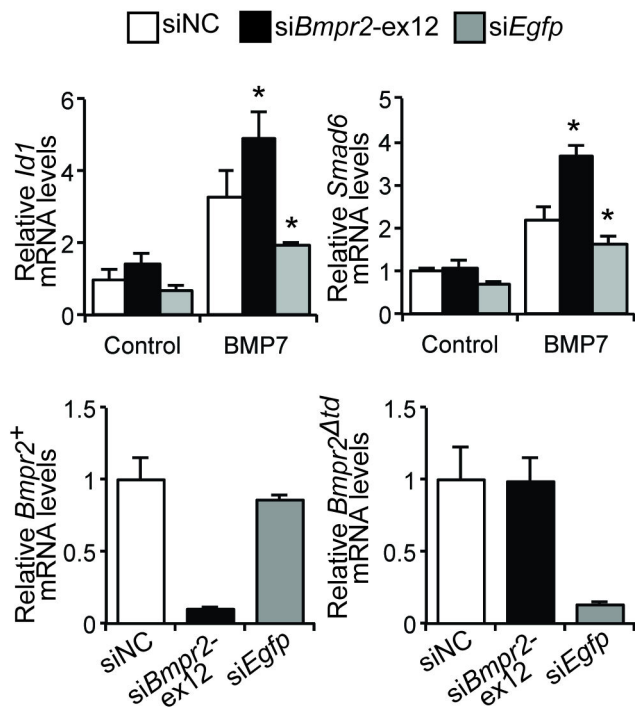 siNC siBmpr2-ex12 siEgfp
Relative Id1
mRNA levels
6
4
2
0
*
*
Control BMP7
Relative Smad6
mRNA levels
5
4
3
2
1
0
*
*
Control BMP7
Relative Bmpr2+
mRNA levels
1.5
1
0.5
0
siNC
siBmpr2-
ex12
siEgfp
Relative Bmpr2Δtd
mRNA levels
1.5
1
0.5
0
siNC
siBmpr2-
ex12
siEgfp